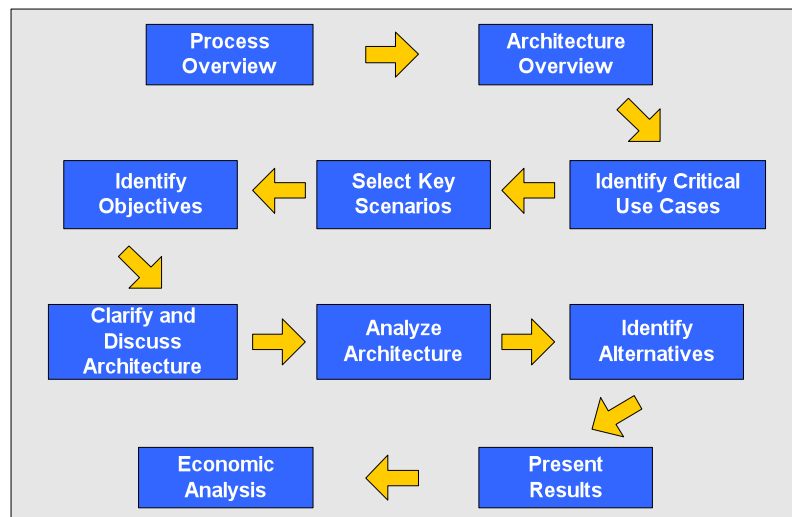 Process
Overview
Architecture
Overview
Identify Critical
Use Cases
Select Key
Scenarios
Identify
Objectives
Clarify and
Discuss
Architecture
Analyze
Architecture
Identify
Alternatives
Present
Results
Economic
Analysis